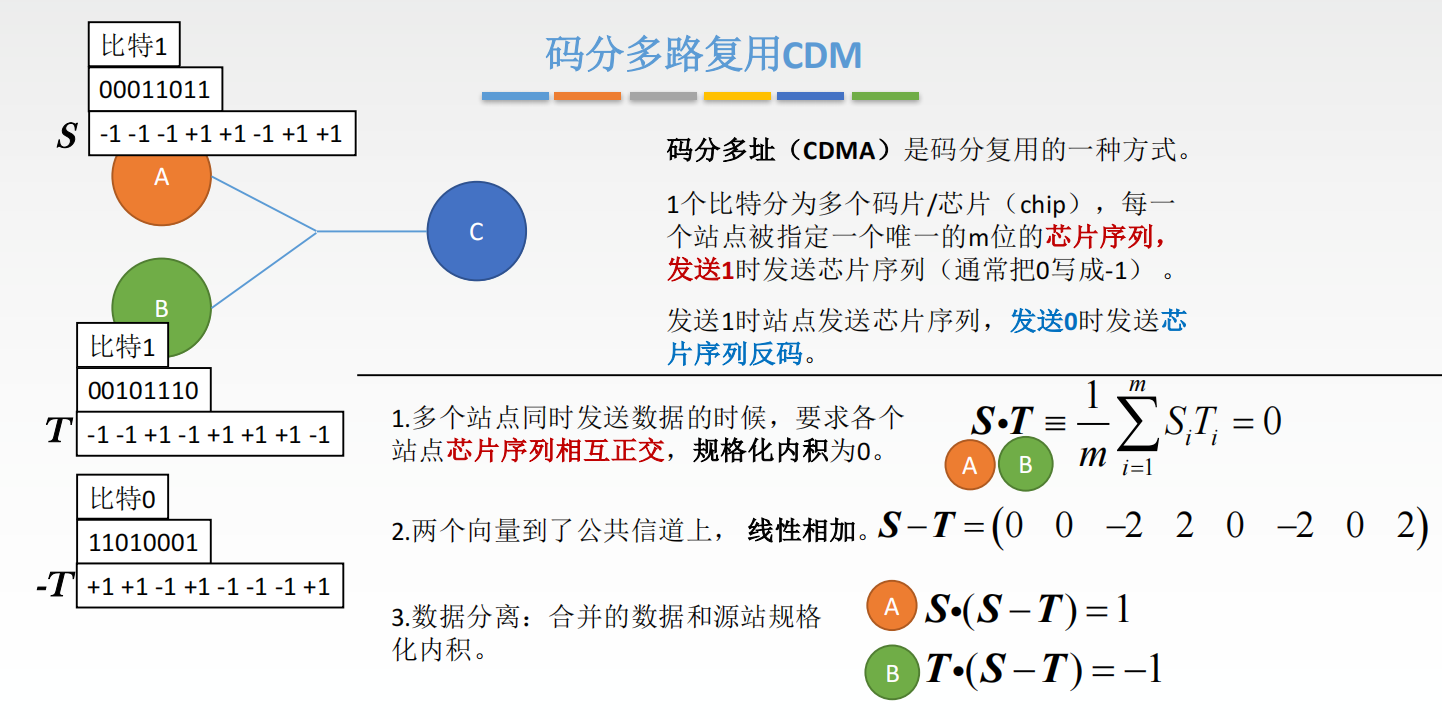 码分多路复用CDM
比特1
00011011
S -1 -1 -1 +1 +1 -1 +1 +1
A
B
C
比特1
00101110
T -1 -1 +1 -1 +1 +1 +1 -1
比特0
11010001
-T +1 +1 -1 +1 -1 -1 -1 +1
码分多址（CDMA）是码分复用的一种方式。
1个比特分为多个码片/芯片（chip），每一
个站点被指定一个唯一的m位的芯片序列，
发送1时发送芯片序列（通常把0写成-1）。
发送1时站点发送芯片序列，发送0时发送芯
片序列反码。
1.多个站点同时发送数据的时候，要求各个
站点芯片序列相互正交，规格化内积为0。
S•T ≡ 1/m ∑_{i=1}^{m} S_i T_i = 0
A B
2.两个向量到了公共信道上， 线性相加。
S − T = (0 0 −2 2 0 −2 0 2)
3.数据分离：合并的数据和源站规格
化内积。
A S•(S − T) = 1
B T•(S − T) = −1